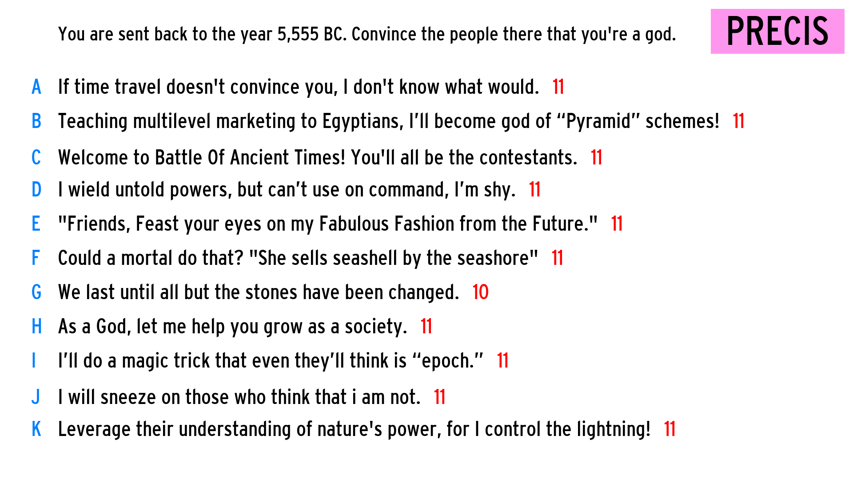 You are sent back to the year 5,555 BC. Convince the people there that you're a god.
PRECIS
A If time travel doesn't convince you, I don't know what would. 11
B Teaching multilevel marketing to Egyptians, I’ll become god of “Pyramid” schemes! 11
C Welcome to Battle Of Ancient Times! You'll all be the contestants. 11
D I wield untold powers, but can’t use on command, I’m shy. 11
E "Friends, Feast your eyes on my Fabulous Fashion from the Future." 11
F Could a mortal do that? "She sells seashell by the seashore" 11
G We last until all but the stones have been changed. 10
H As a God, let me help you grow as a society. 11
I I’ll do a magic trick that even they’ll think is “epoch.” 11
J I will sneeze on those who think that i am not. 11
K Leverage their understanding of nature's power, for I control the lightning! 11